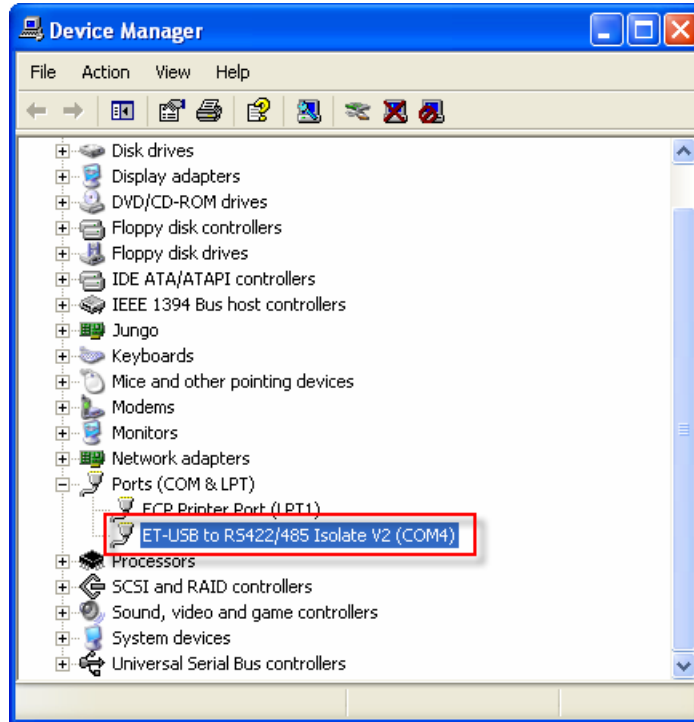 Device Manager
File Action View Help
Disk drives
Display adapters
DVD/CD-ROM drives
Floppy disk controllers
Floppy disk drives
IDE ATA/ATAPI controllers
IEEE 1394 Bus host controllers
Jungo
Keyboards
Mice and other pointing devices
Modems
Monitors
Network adapters
Ports (COM & LPT)
ECP Printer Port (LPT1)
ET-USB to RS422/485 Isolate V2 (COM4)
Processors
SCSI and RAID controllers
Sound, video and game controllers
System devices
Universal Serial Bus controllers